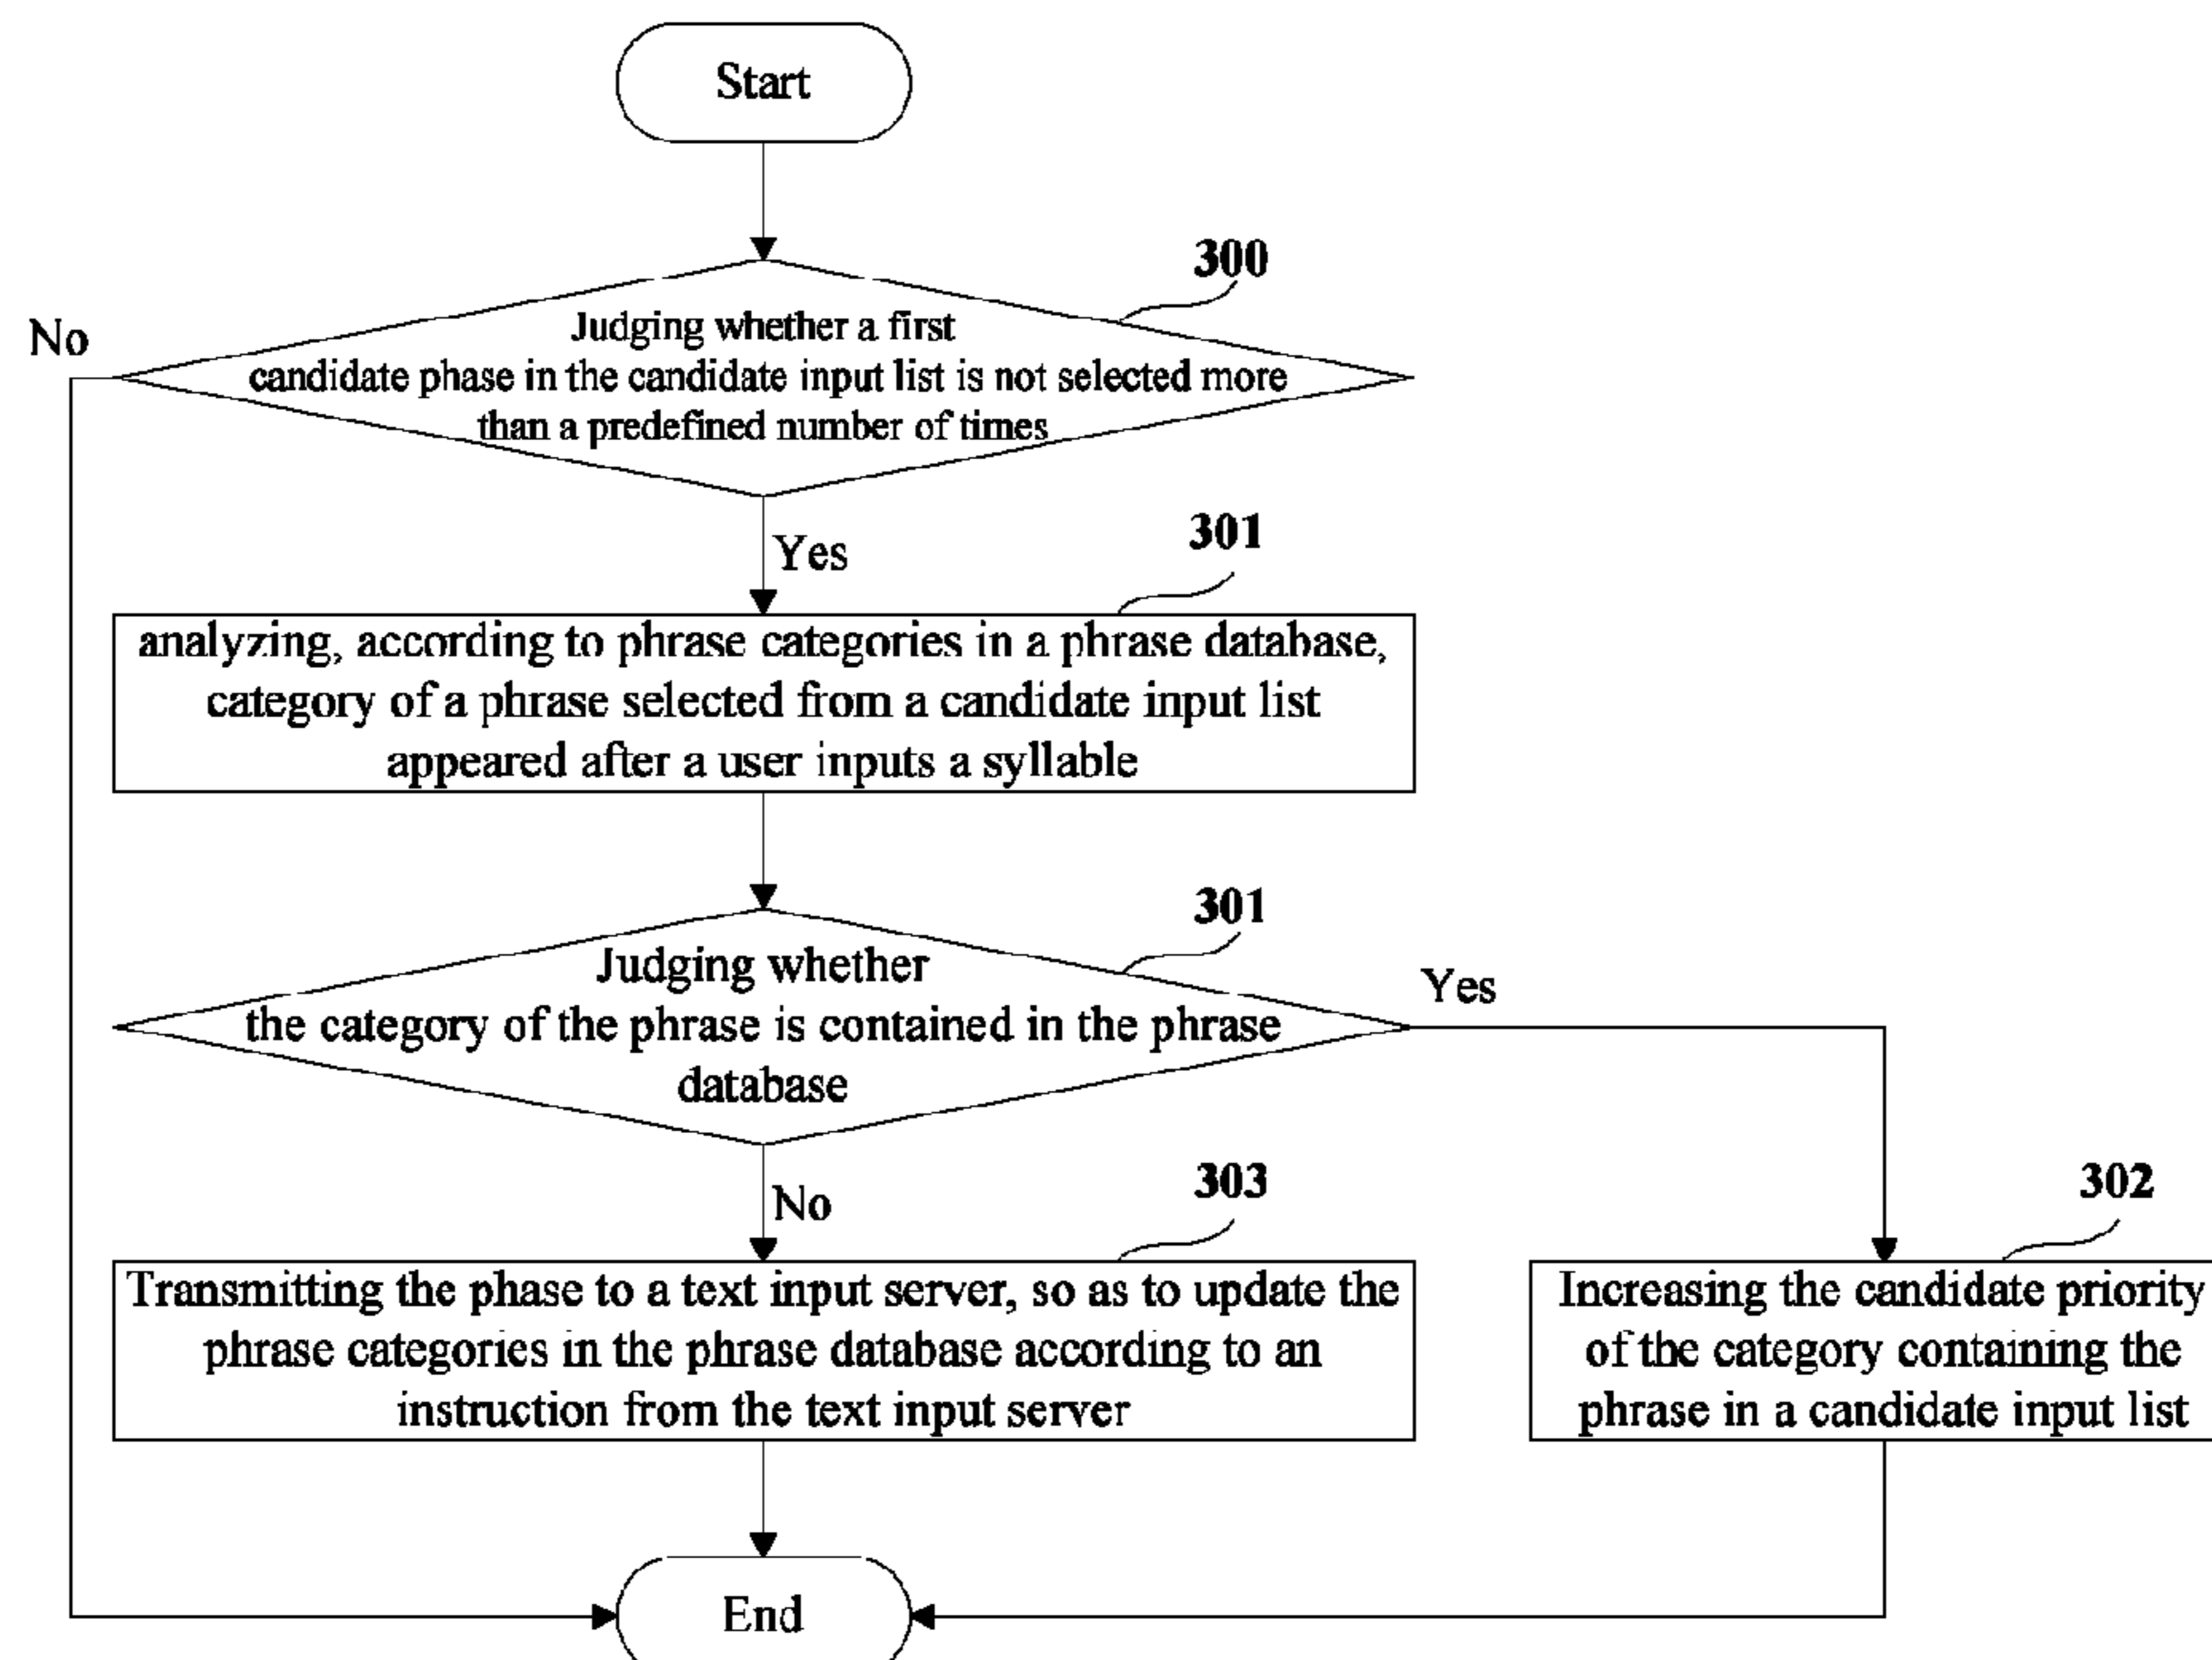 Start
300
No
Judging whether a first
candidate phase in the candidate input list is not selected more
than a predefined number of times
Yes
301
analyzing, according to phrase categories in a phrase database,
category of a phrase selected from a candidate input list
appeared after a user inputs a syllable
301
Judging whether
the category of the phrase is contained in the phrase
database
Yes
No
303
302
Transmitting the phase to a text input server, so as to update the
phrase categories in the phrase database according to an
instruction from the text input server
Increasing the candidate priority
of the category containing the
phrase in a candidate input list
End